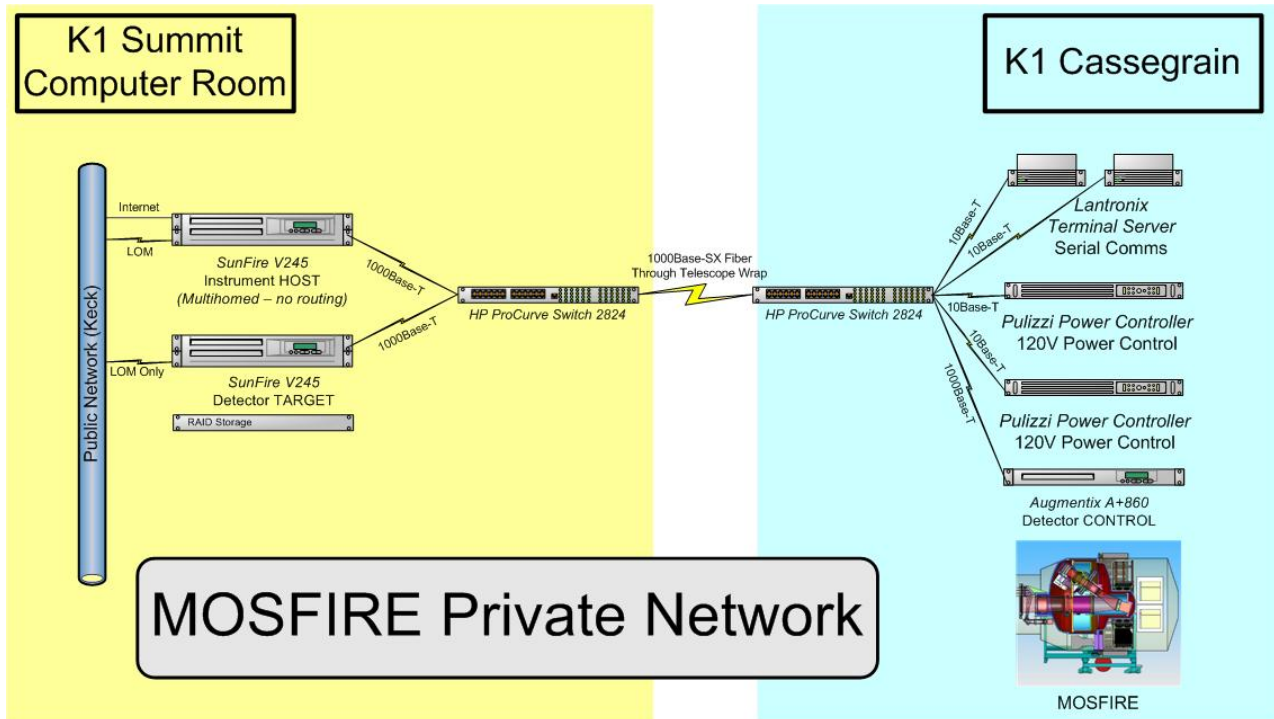 K1 Summit
Computer Room
K1 Cassegrain
Public Network (Keck)
Internet
LOM
SunFire V245
Instrument HOST
(Multihomed – no routing)
LOM Only
SunFire V245
Detector TARGET
RAID Storage
1000Base-T
1000Base-T
HP ProCurve Switch 2824
1000Base-SX Fiber
Through Telescope Wrap
HP ProCurve Switch 2824
10Base-T
10Base-T
10Base-T
10Base-T
1000Base-T
Lantronix
Terminal Server
Serial Comms
Pulizzi Power Controller
120V Power Control
Pulizzi Power Controller
120V Power Control
Augmentix A+860
Detector CONTROL
MOSFIRE
MOSFIRE Private Network